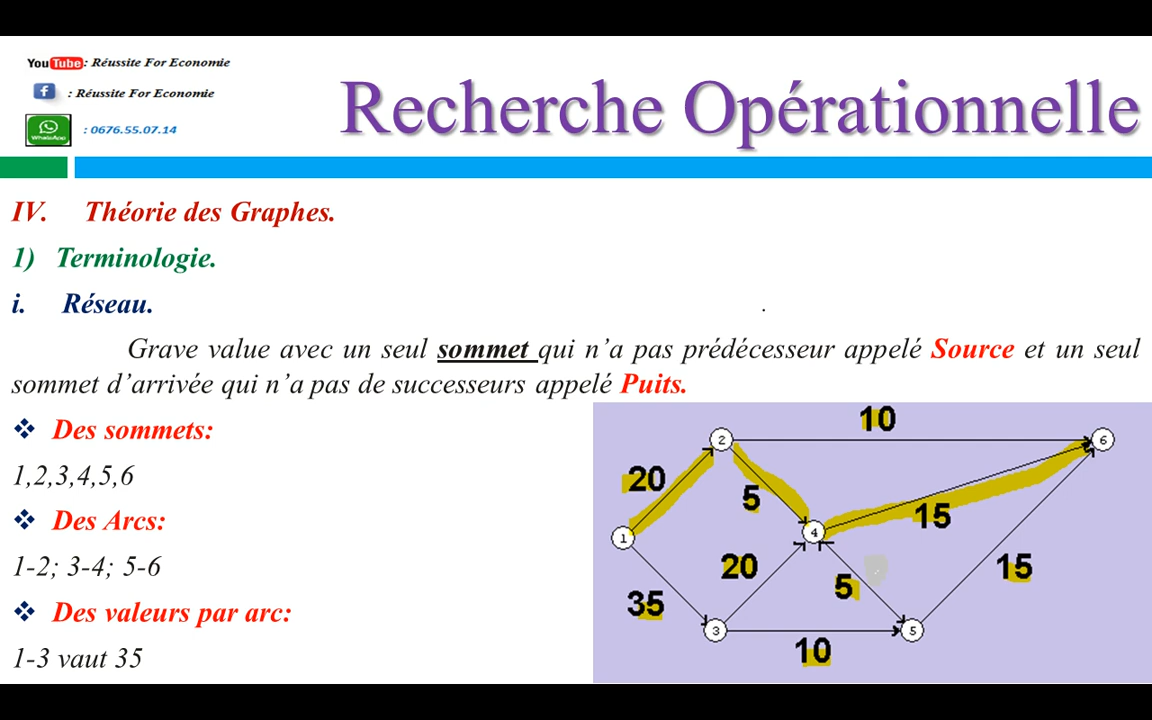 YouTube : Réussite For Economie
f : Réussite For Economie
WhatsApp : 0676.55.07.14
Recherche Opérationnelle
IV. Théorie des Graphes.
1) Terminologie.
i. Réseau.
Grave value avec un seul sommet qui n’a pas prédécesseur appelé Source et un seul
sommet d’arrivée qui n’a pas de successeurs appelé Puits.
❖ Des sommets:
1,2,3,4,5,6
❖ Des Arcs:
1-2; 3-4; 5-6
❖ Des valeurs par arc:
1-3 vaut 35
10
2
6
20
5
15
1
4
20
5
15
35
3
5
10